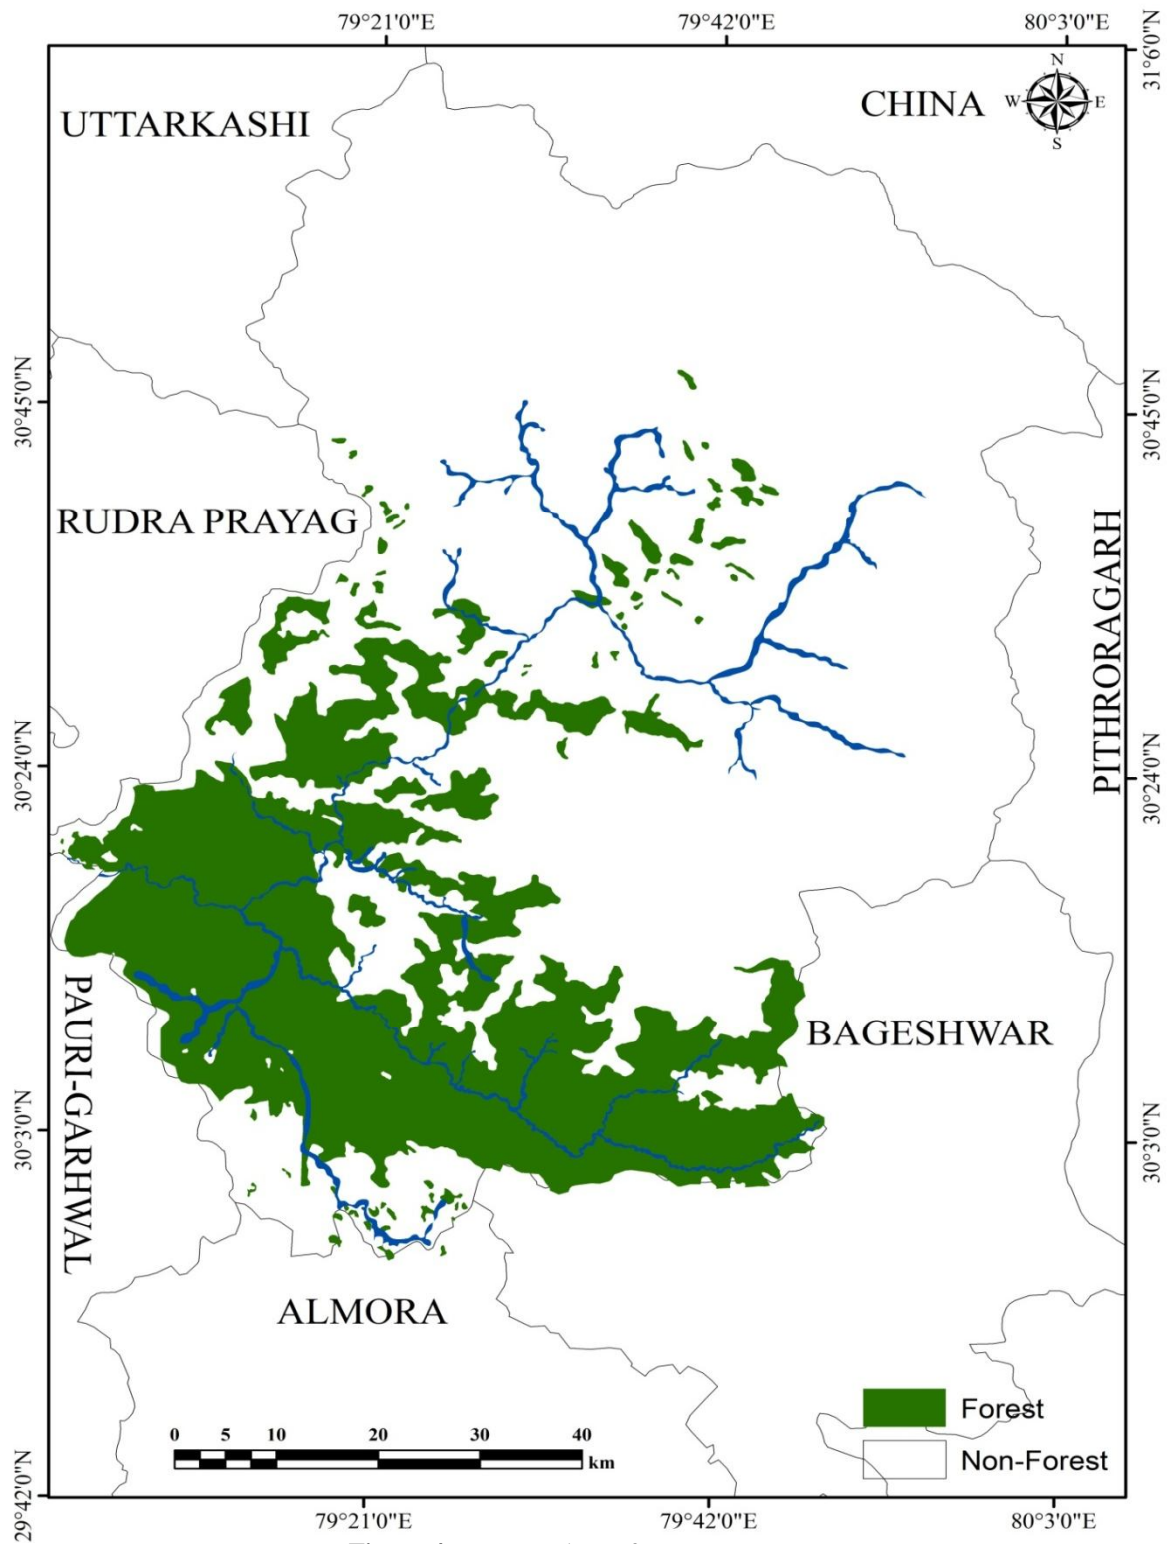 79°21'0"E 79°42'0"E 80°3'0"E
31°6'0"N
N
W E
S
UTTARKASHI
CHINA
30°45'0"N
30°45'0"N
RUDRA PRAYAG
PITHRORAGARH
30°24'0"N
30°24'0"N
PAURI-GARHWAL
BAGESHWAR
30°3'0"N
30°3'0"N
ALMORA
Forest
Non-Forest
0 5 10 20 30 40
km
29°42'0"N
79°21'0"E 79°42'0"E 80°3'0"E